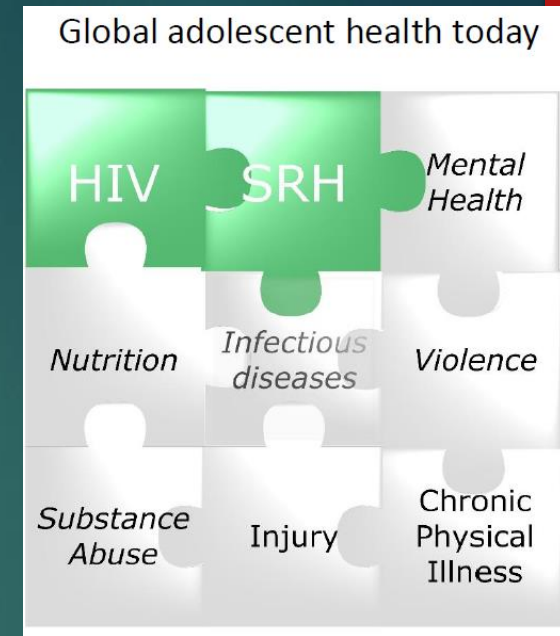 Global adolescent health today
HIV
SRH
Mental
Health
Nutrition
Infectious
diseases
Violence
Substance
Abuse
Injury
Chronic
Physical
Illness